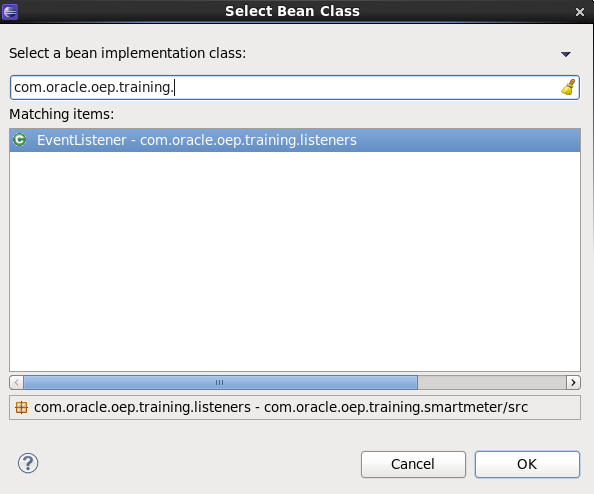 Select Bean Class
Select a bean implementation class:
com.oracle.oep.training.
Matching items:
EventListener - com.oracle.oep.training.listeners
com.oracle.oep.training.listeners - com.oracle.oep.training.smartmeter/src
Cancel
OK